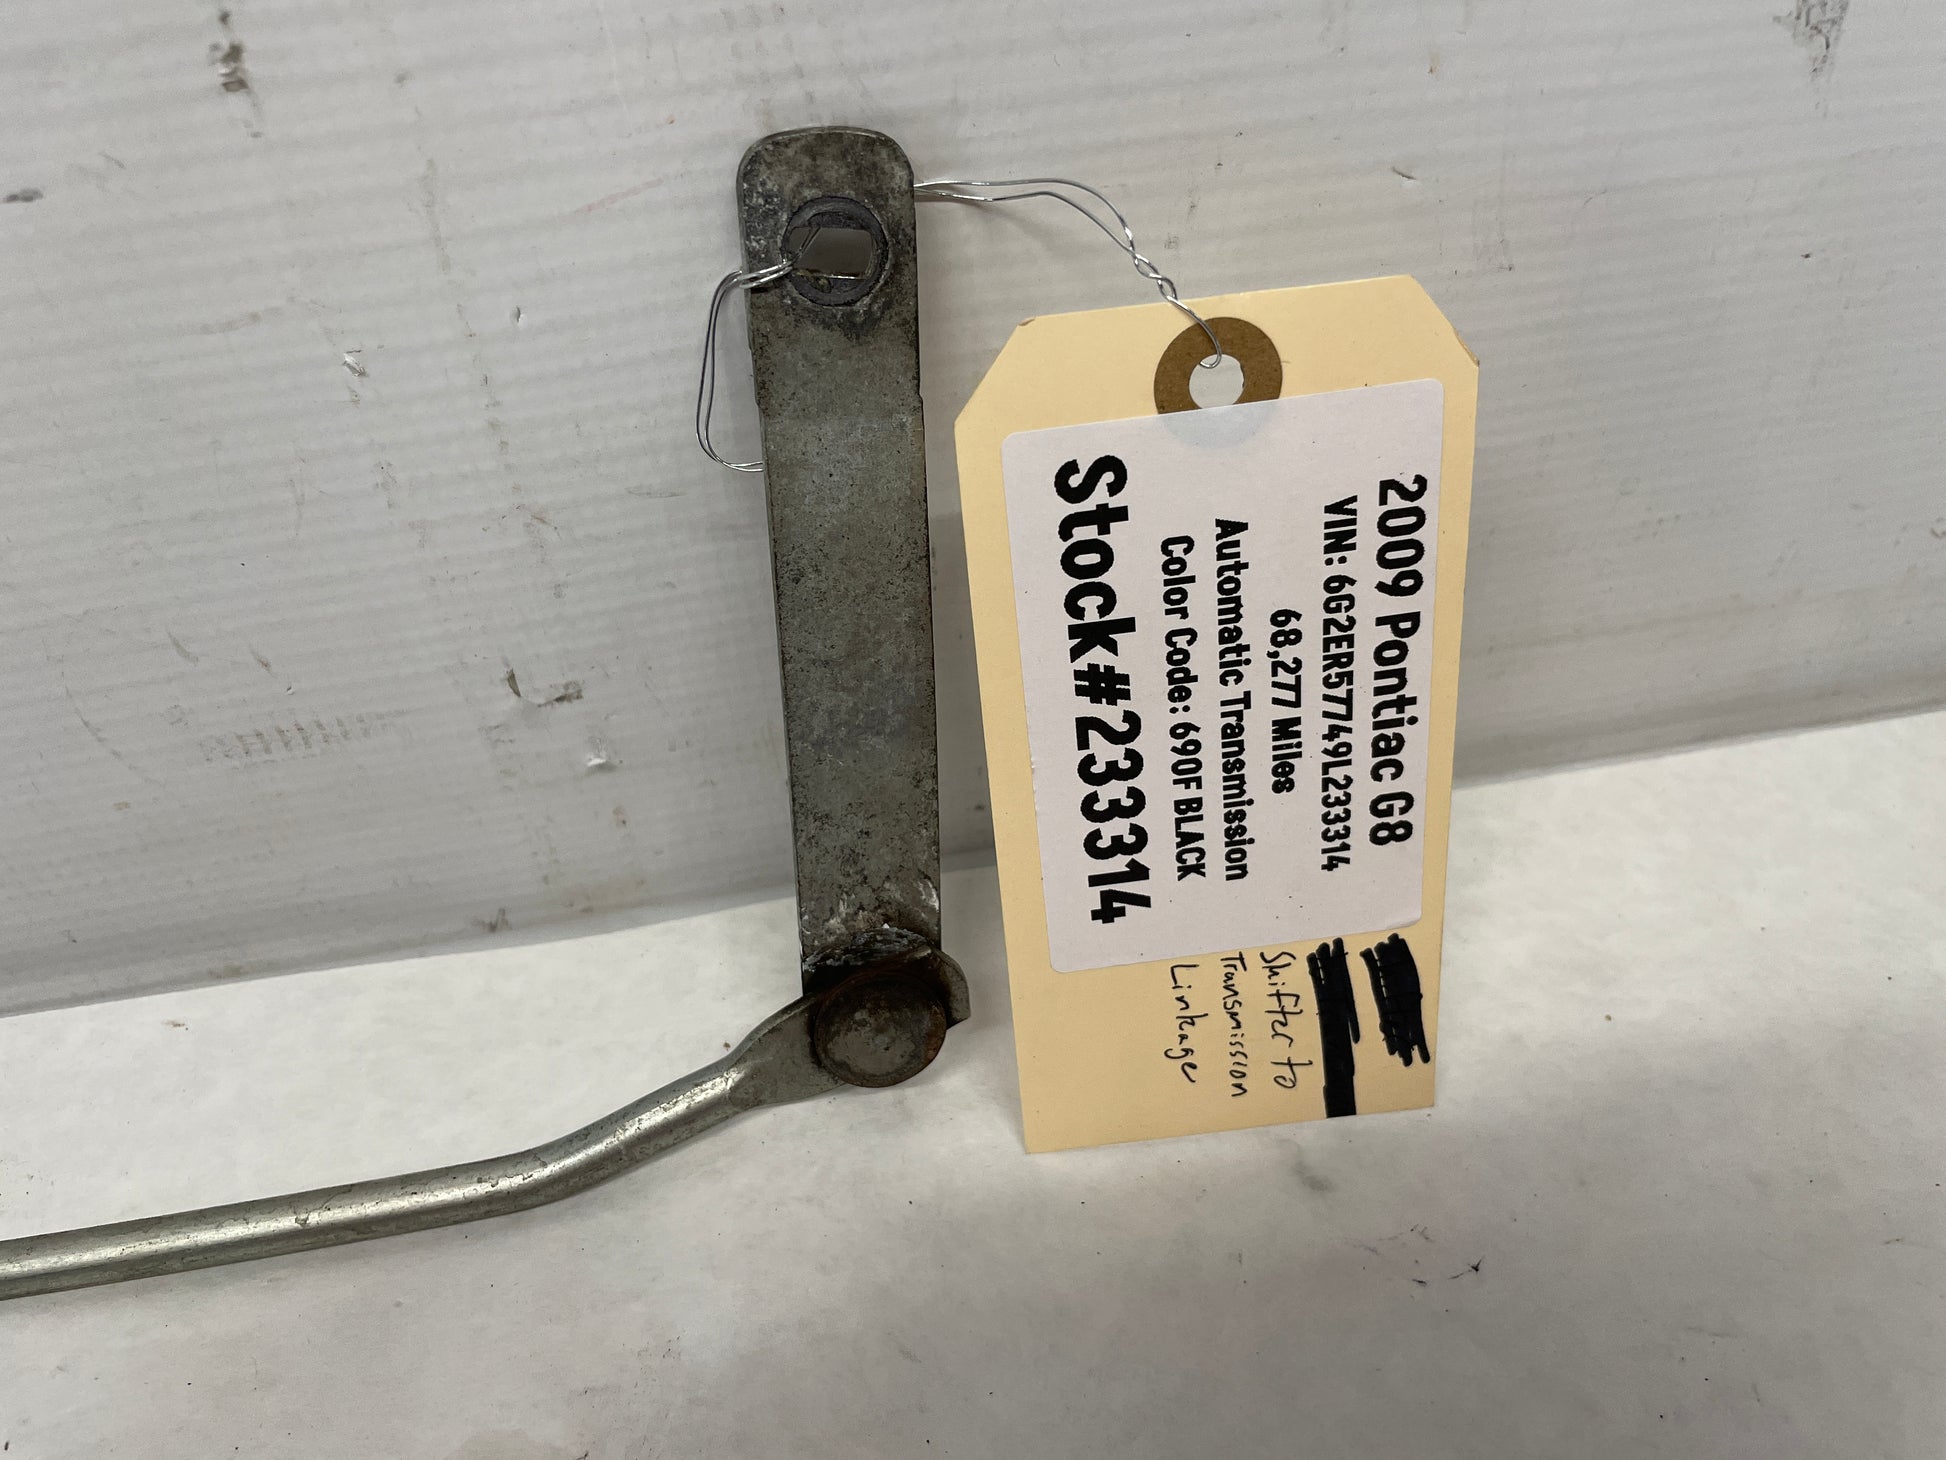 2009 Pontiac G8
VIN: 6G2ER57749L233314
68,277 Miles
Automatic Transmission
Color Code: 690F BLACK
Stock#233314
Shifter to
Transmission
Linkage